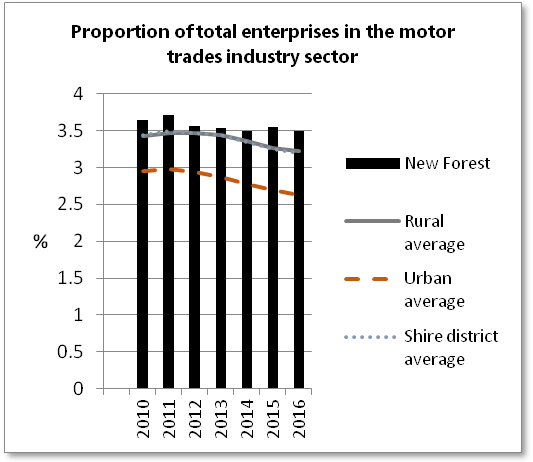 Proportion of total enterprises in the motor
trades industry sector
4
3.5
3
2.5
2
1.5
1
0.5
0
%
2010
2011
2012
2013
2014
2015
2016
New Forest
Rural
average
Urban
average
Shire district
average